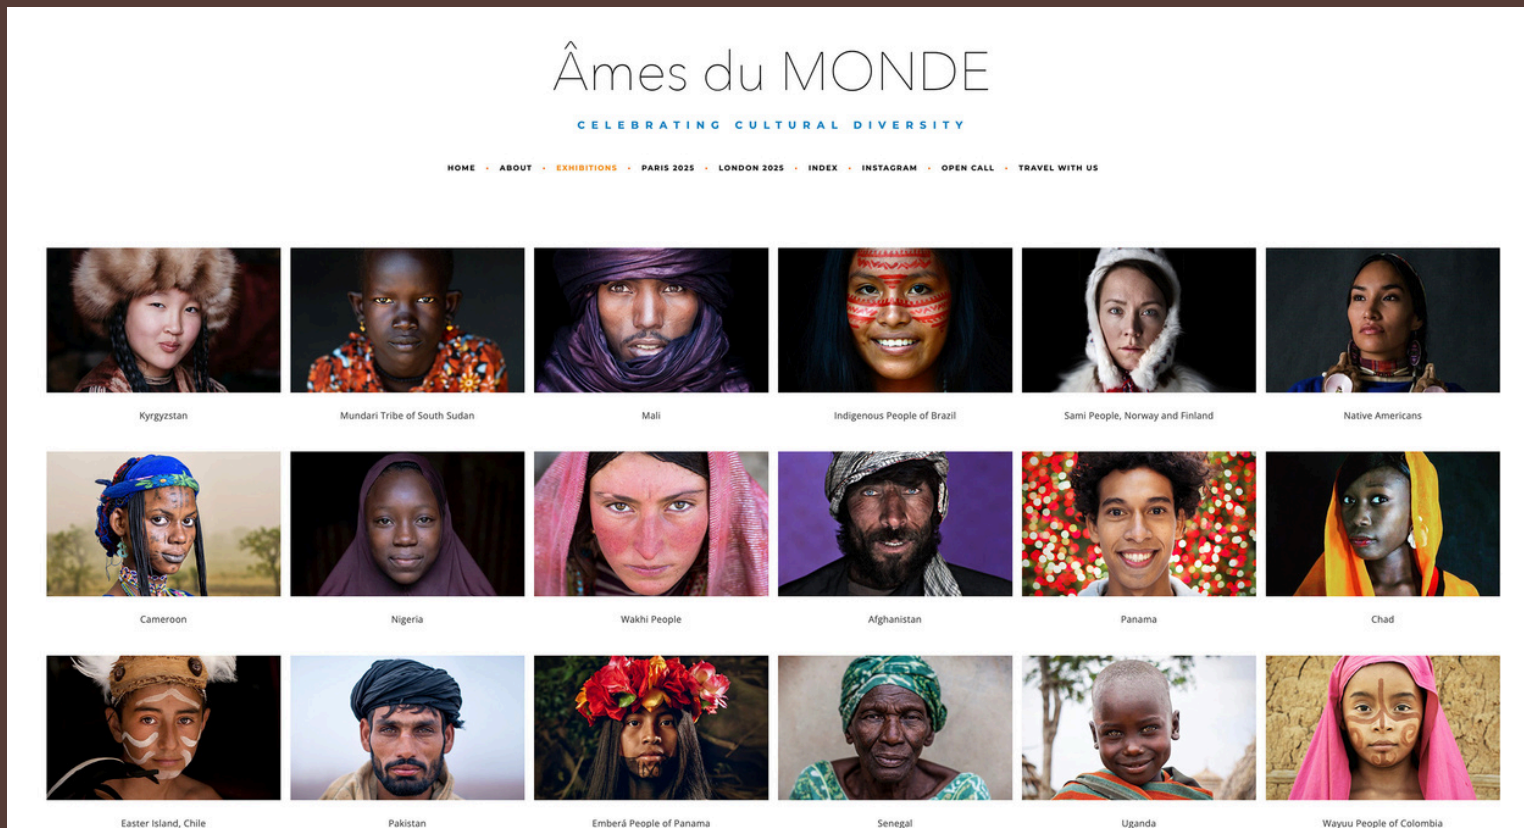 Âmes du MONDE
CELEBRATING CULTURAL DIVERSITY
HOME • ABOUT • EXHIBITIONS • PARIS 2025 • LONDON 2025 • INDEX • INSTAGRAM • OPEN CALL • TRAVEL WITH US
Kyrgyzstan
Mundari Tribe of South Sudan
Mali
Indigenous People of Brazil
Sami People, Norway and Finland
Native Americans
Cameroon
Nigeria
Wakhi People
Afghanistan
Panama
Chad
Easter Island, Chile
Pakistan
Emberá People of Panama
Senegal
Uganda
Wayuu People of Colombia